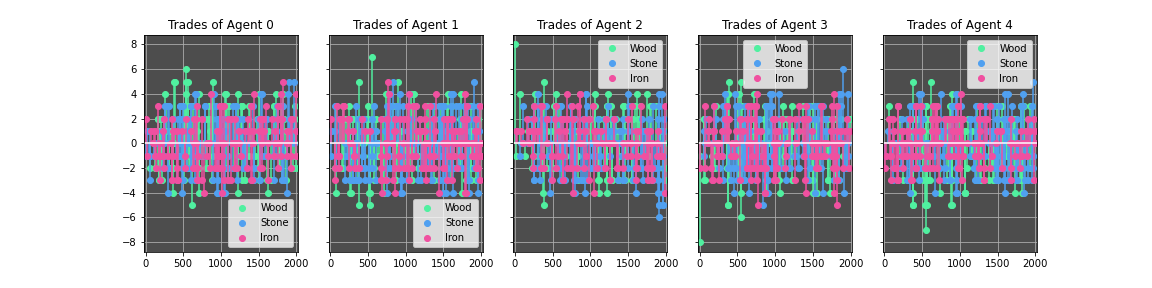 Trades of Agent 0
8
6
4
2
0
−2
−4
−6
−8
Wood
Stone
Iron
0
500
1000
1500
2000
Trades of Agent 1
Wood
Stone
Iron
0
500
1000
1500
2000
Trades of Agent 2
Wood
Stone
Iron
0
500
1000
1500
2000
Trades of Agent 3
Wood
Stone
Iron
0
500
1000
1500
2000
Trades of Agent 4
Wood
Stone
Iron
0
500
1000
1500
2000